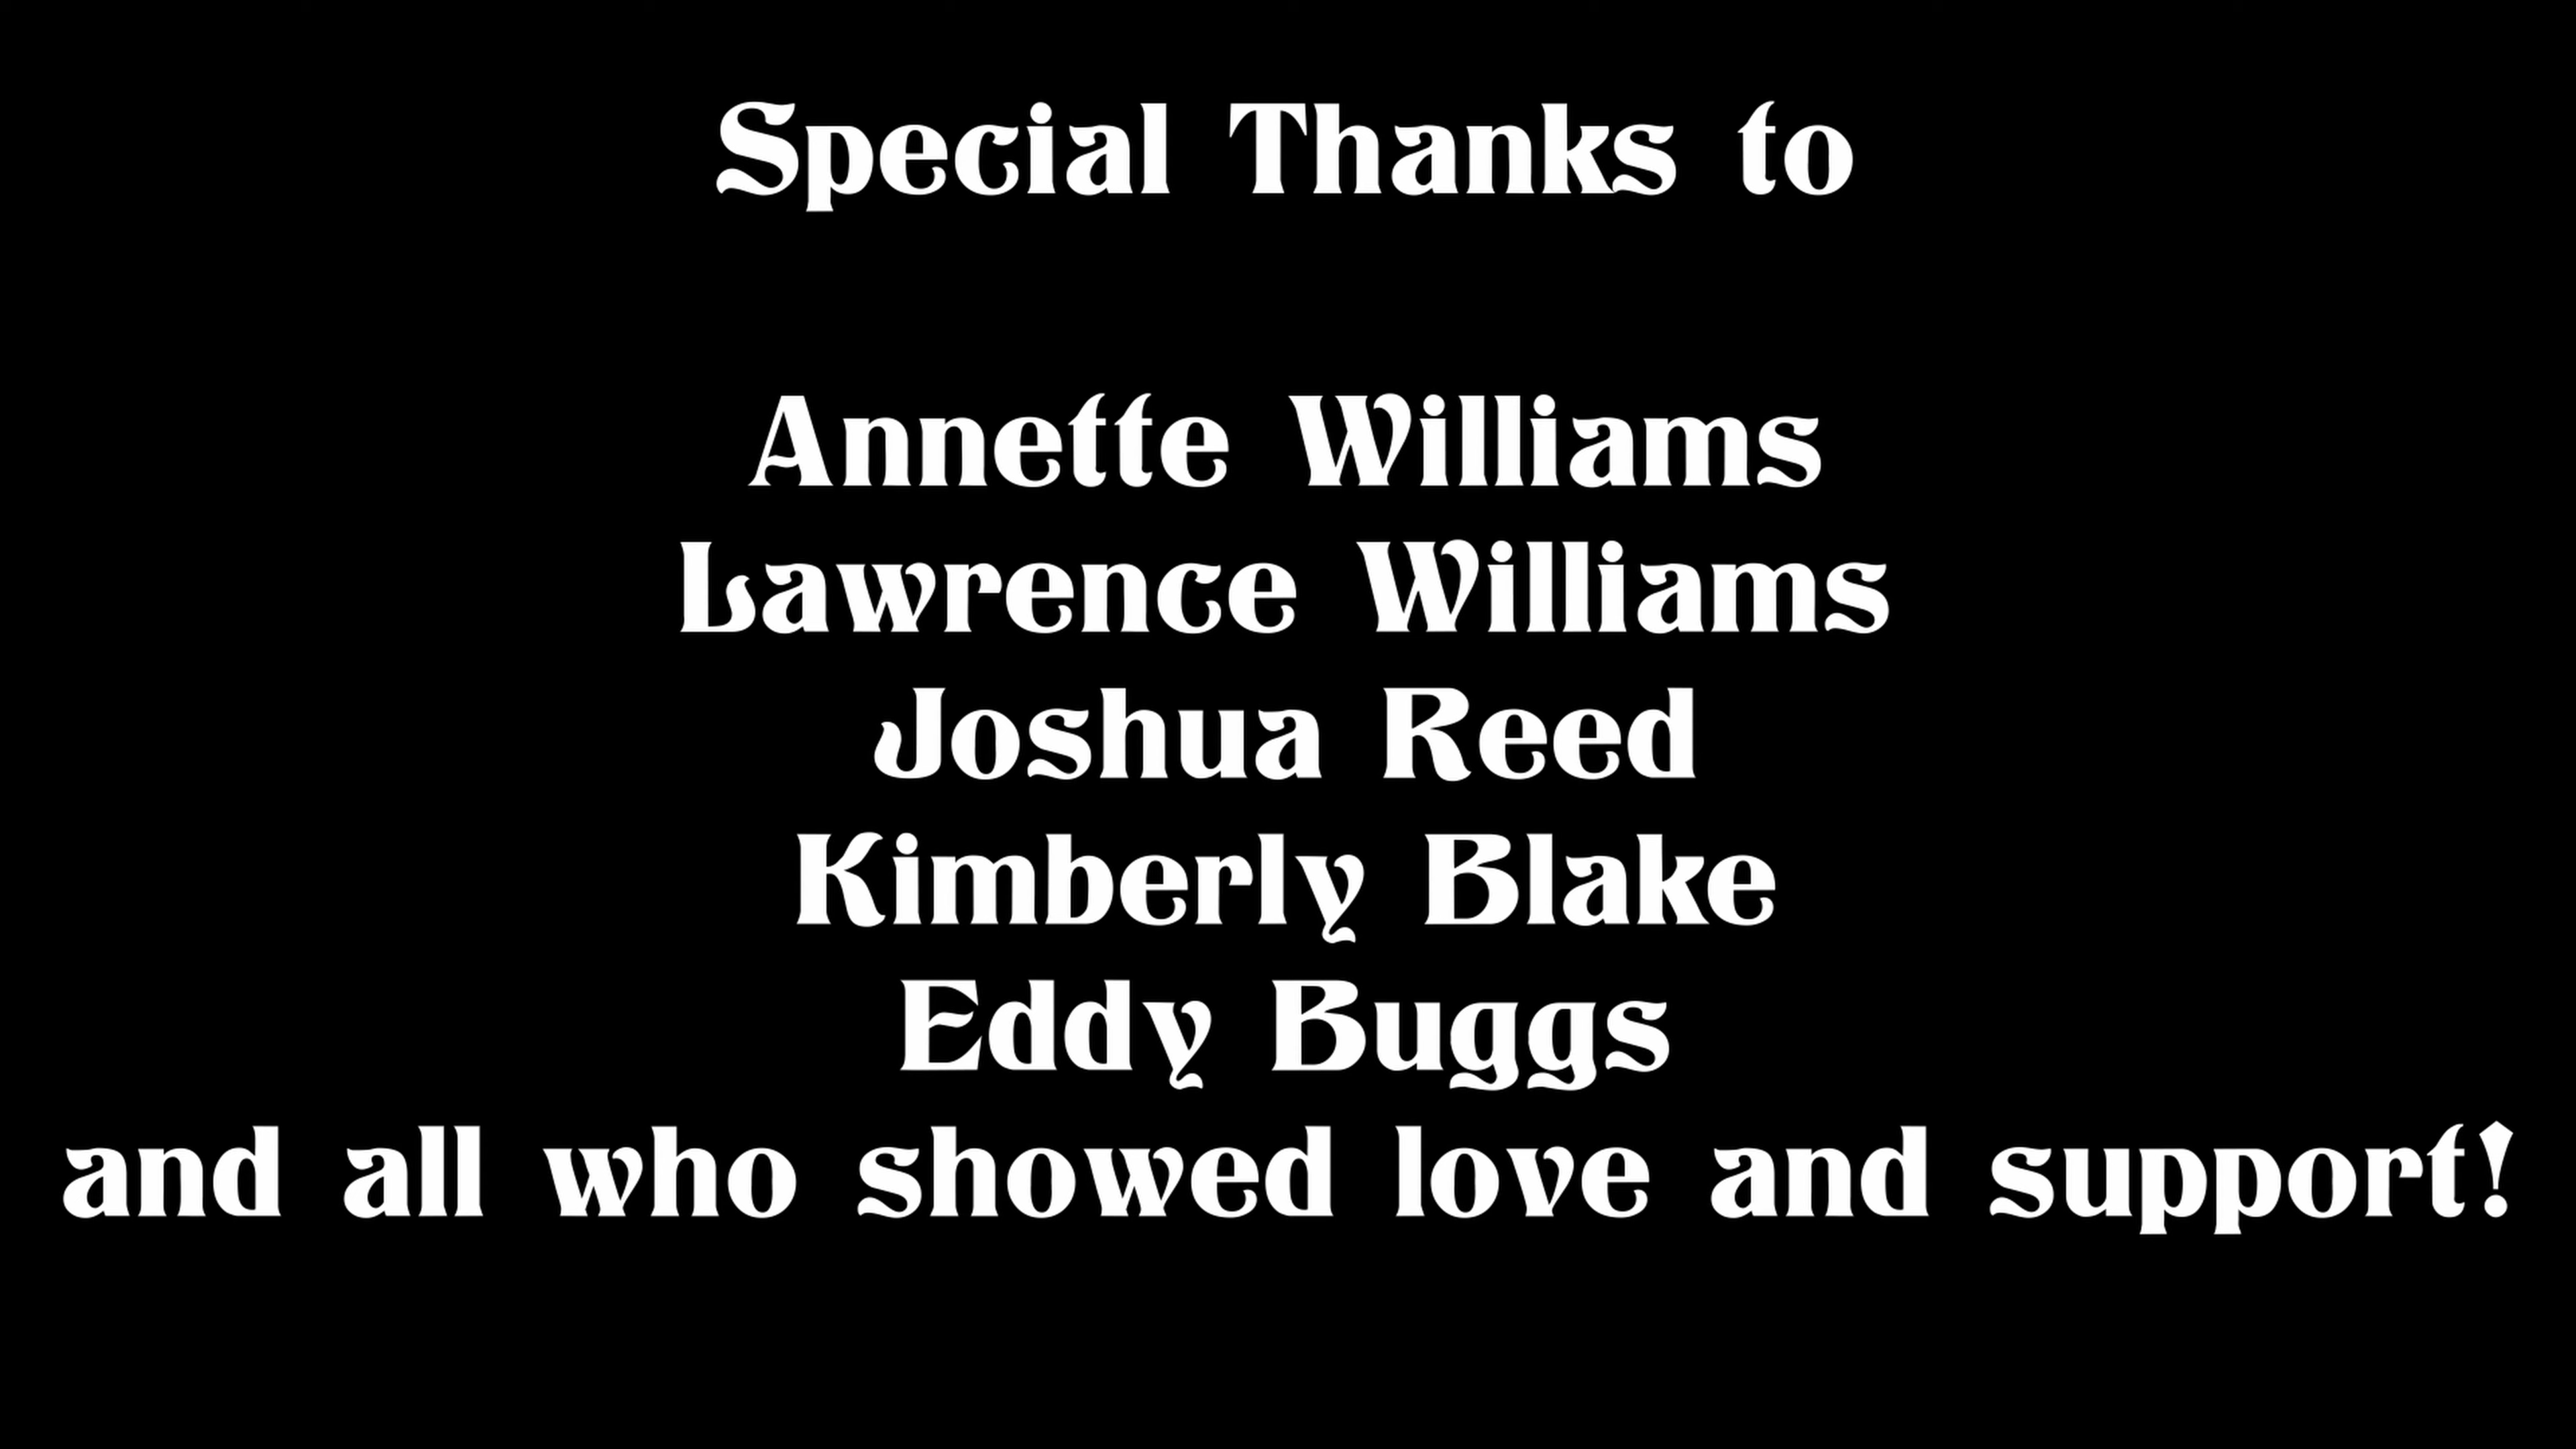 Special Thanks to
Annette Williams
Lawrence Williams
Joshua Reed
Kimberly Blake
Eddy Buggs
and all who showed love and support!